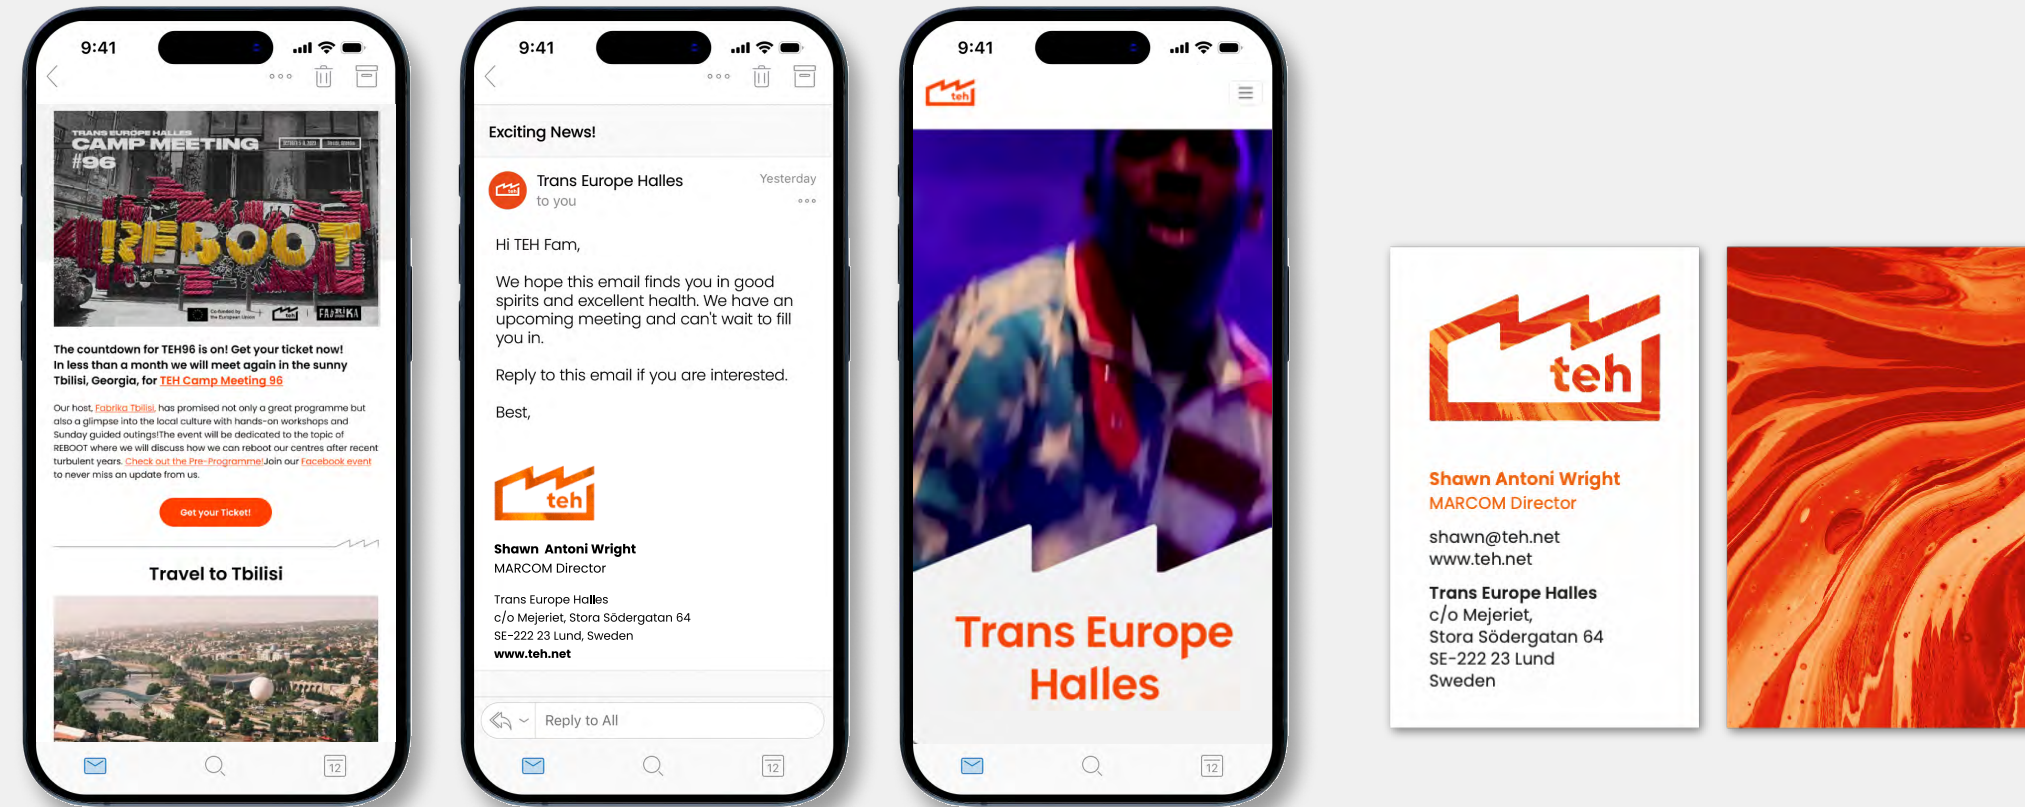 9:41
TRANS EUROPE HALLES
CAMP MEETING
#96
REBOOT
Co-funded by
the European Union
teh
FABRIKA
The countdown for TEH96 is on! Get your ticket now!
In less than a month we will meet again in the sunny
Tbilisi, Georgia, for TEH Camp Meeting 96
Our host, Fabrika Tbilisi, has promised not only a great programme but
also a glimpse into the local culture with hands-on workshops and
Sunday guided outings!The event will be dedicated to the topic of
REBOOT where we will discuss how we can reboot our centres after recent
turbulent years. Check out the Pre-Programme!Join our Facebook event
to never miss an update from us.
Get your Ticket!
Travel to Tbilisi
12
9:41
Exciting News!
teh
Trans Europe Halles
Yesterday
to you
Hi TEH Fam,
We hope this email finds you in good
spirits and excellent health. We have an
upcoming meeting and can't wait to fill
you in.
Reply to this email if you are interested.
Best,
teh
Shawn Antoni Wright
MARCOM Director
Trans Europe Halles
c/o Mejeriet, Stora Södergatan 64
SE-222 23 Lund, Sweden
www.teh.net
Reply to All
12
9:41
teh
Trans Europe
Halles
12
teh
Shawn Antoni Wright
MARCOM Director
shawn@teh.net
www.teh.net
Trans Europe Halles
c/o Mejeriet,
Stora Södergatan 64
SE-222 23 Lund
Sweden